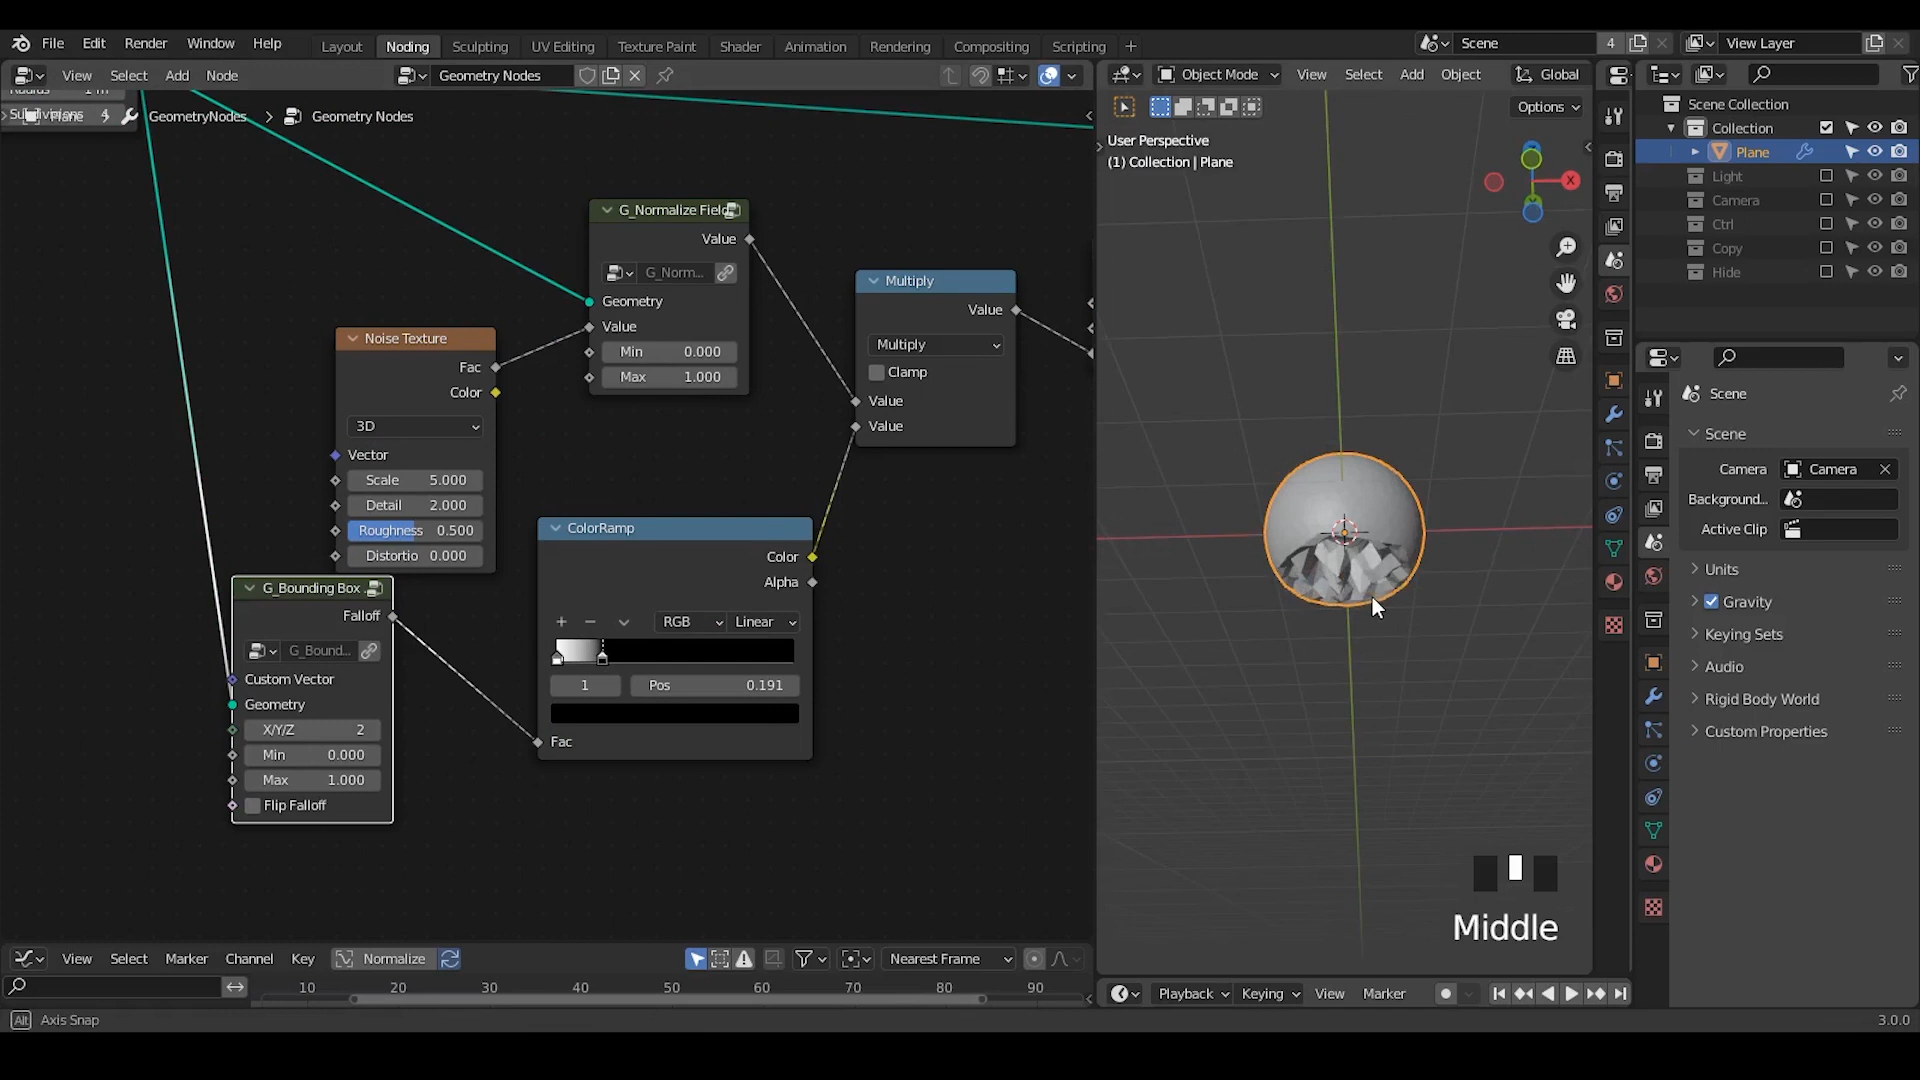 File Edit Render Window Help
Layout Noding Sculpting UV Editing Texture Paint Shader Animation Rendering Compositing Scripting
Scene 4 View Layer
View Select Add Node Geometry Nodes
Object Mode View Select Add Object Global
Subdivisions 4
Plane GeometryNodes > Geometry Nodes
Options
User Perspective
(1) Collection | Plane
X
Scene Collection
Collection
Plane
Light
Camera
Ctrl
Copy
Hide
G_Normalize Field
Value
G_Norm...
Geometry
Value
Min 0.000
Max 1.000
Multiply
Value
Multiply
Clamp
Value
Value
Noise Texture
Fac
Color
3D
Vector
Scale 5.000
Detail 2.000
Roughness 0.500
Distortio 0.000
G_Bounding Box
Falloff
G_Bound...
Custom Vector
Geometry
X/Y/Z 2
Min 0.000
Max 1.000
Flip Falloff
ColorRamp
Color
Alpha
RGB Linear
1 Pos 0.191
Fac
Scene
Scene
Camera Camera
Background...
Active Clip
Units
Gravity
Keying Sets
Audio
Rigid Body World
Custom Properties
Middle
View Select Marker Channel Key Normalize Nearest Frame
10 20 30 40 50 60 70 80 90
Playback Keying View Marker
Alt Axis Snap
3.0.0